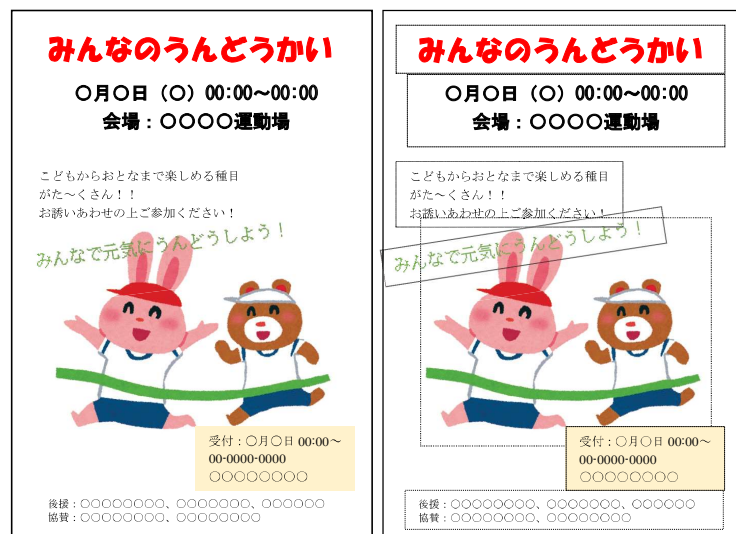 みんなのうんどうかい
〇月〇日（〇）00:00～00:00
会場：〇〇〇〇運動場
こどもからおとなまで楽しめる種目
がた～くさん！！
お誘いあわせの上ご参加ください！
みんなで元気にうんどうしよう！
受付：〇月〇日 00:00～
00-0000-0000
〇〇〇〇〇〇〇〇
後援：〇〇〇〇〇〇〇〇、〇〇〇〇〇〇〇、〇〇〇〇〇〇
協賛：〇〇〇〇〇〇〇〇、〇〇〇〇〇〇〇〇
みんなのうんどうかい
〇月〇日（〇）00:00～00:00
会場：〇〇〇〇運動場
こどもからおとなまで楽しめる種目
がた～くさん！！
お誘いあわせの上ご参加ください！
みんなで元気にうんどうしよう！
受付：〇月〇日 00:00～
00-0000-0000
〇〇〇〇〇〇〇〇
後援：〇〇〇〇〇〇〇〇、〇〇〇〇〇〇〇、〇〇〇〇〇〇
協賛：〇〇〇〇〇〇〇〇、〇〇〇〇〇〇〇〇